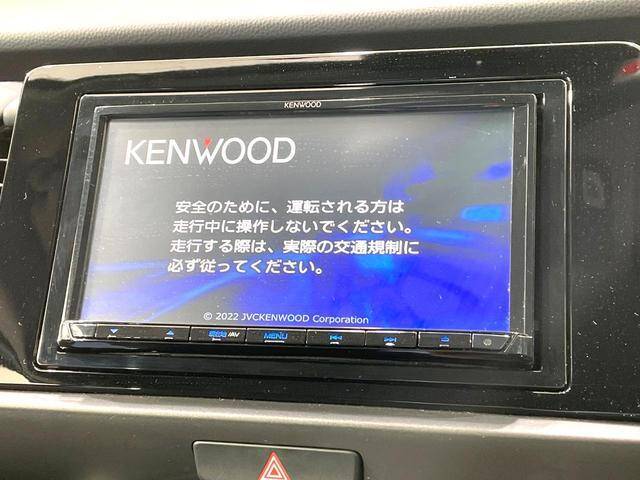 KENWOOD
KENWOOD
安全のために、運転される方は
走行中に操作しないでください。
走行する際は、実際の交通規制に
必ず従ってください。
© 2022 JVCKENWOOD Corporation
/AV MENU